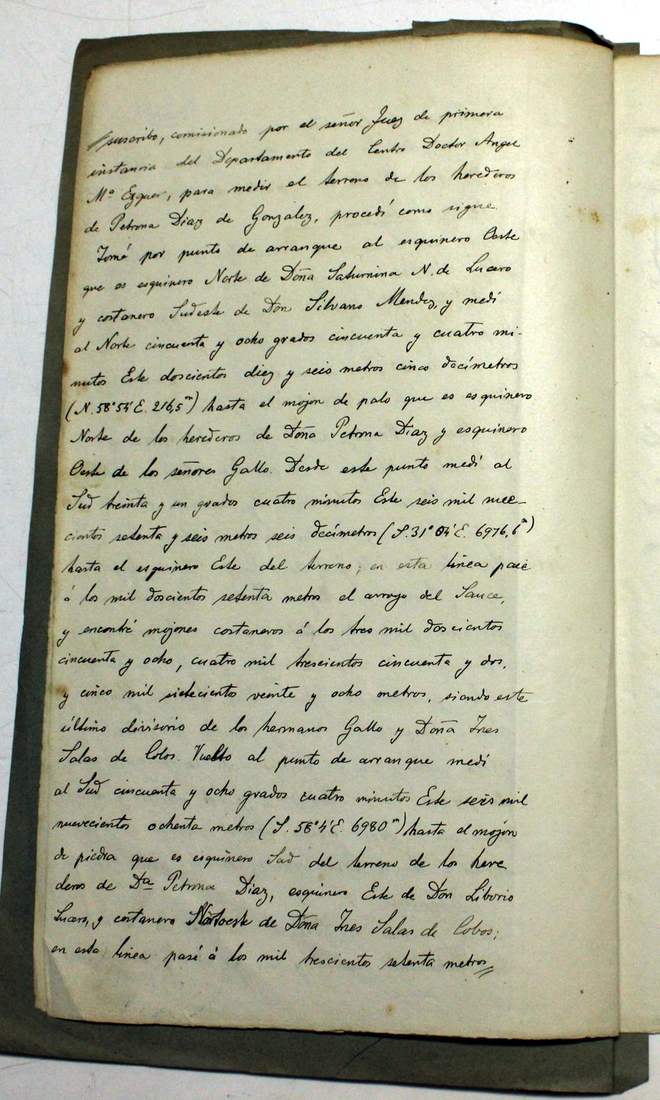 suscribo, comisionado por el señor Juez de primera
instancia del Departamento del Centro Doctor Angel
Mª Ezquer, para medir el terreno de los herederos
de Petrona Diaz de Gonzalez, procedí como sigue
Tomé por punto de arranque al esquinero Oeste
que es esquinero Norte de Doña Saturnina N. de Lucero
y costanero Sudeste de Don Silvano Mendez, y medí
al Norte cincuenta y ocho grados cincuenta y cuatro mi-
nutos Este doscientos diez y seis metros cinco decímetros
(N. 58°54' E. 216,5m) hasta el mojon de palo que es esquinero
Norte de los herederos de Doña Petrona Diaz y esquinero
Oeste de los señores Gallo. Desde este punto medí al
Sud treinta y un grados cuatro minutos Este seis mil nove-
cientos setenta y seis metros seis decímetros (S. 31° 04' E. 6976,6m)
hasta el esquinero Este del terreno; en esta línea pasé
á los mil doscientos setenta metros el arroyo del Sauce,
y encontré mojones costaneros á los tres mil doscientos
cincuenta y ocho, cuatro mil trescientos cincuenta y dos,
y cinco mil setecientos veinte y ocho metros, siendo este
último divisorio de los hermanos Gallo y Doña Ines
Salas de Cobos Vuelto al punto de arranque medí
al Sud cincuenta y ocho grados cuatro minutos Este seis mil
nuevecientos ochenta metros (S. 58°4' E. 6980m) hasta el mojón
de piedra que es esquinero Sud del terreno de los here
deros de Da Petrona Diaz, esquinero Este de Don Liborio
Lucero, y costanero Noroeste de Doña Ines Salas de Cobos;
en esta línea pasé á los mil trescientos setenta metros